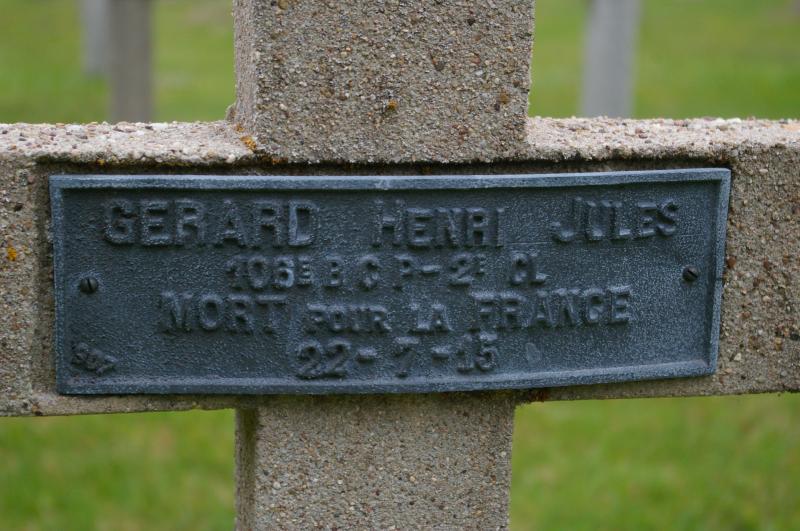 GERARD HENRI JULES
106E B C P - 2E CL
MORT POUR LA FRANCE
22 - 7 - 15